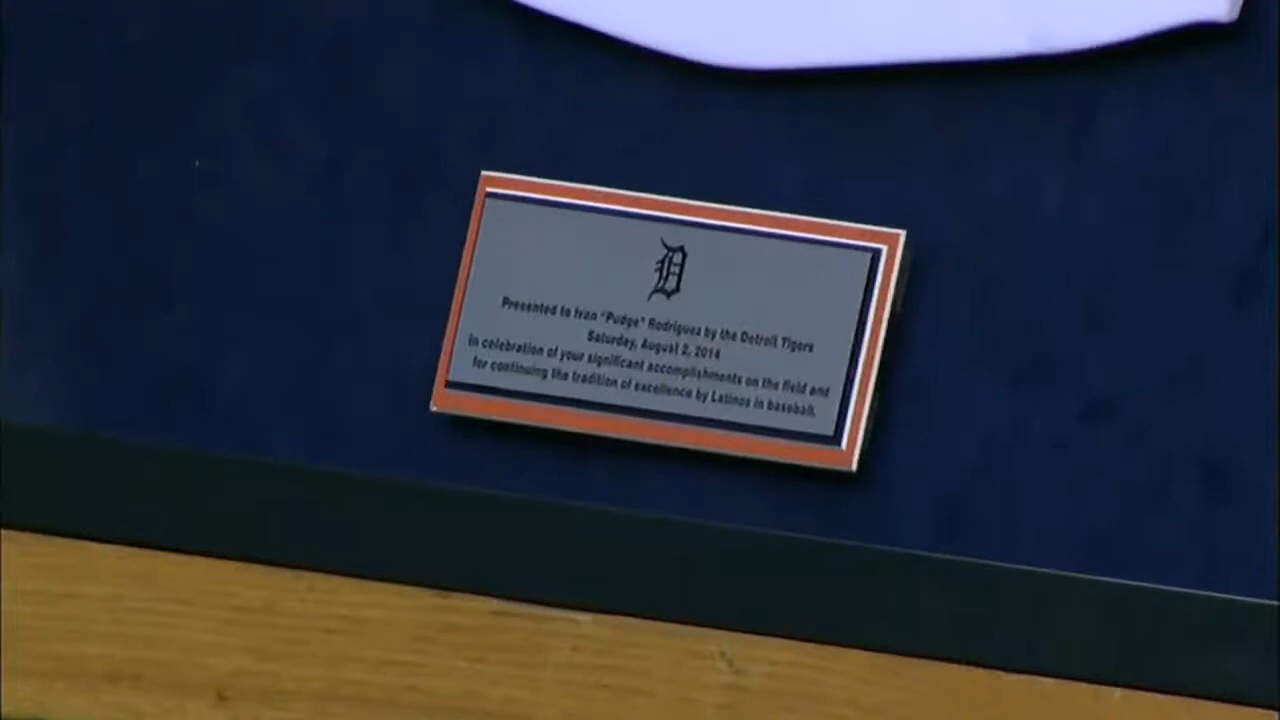 D
Presented to Ivan "Pudge" Rodriguez by the Detroit Tigers
Saturday, August 2, 2014
In celebration of your significant accomplishments on the field and
for continuing the tradition of excellence by Latinos in baseball.